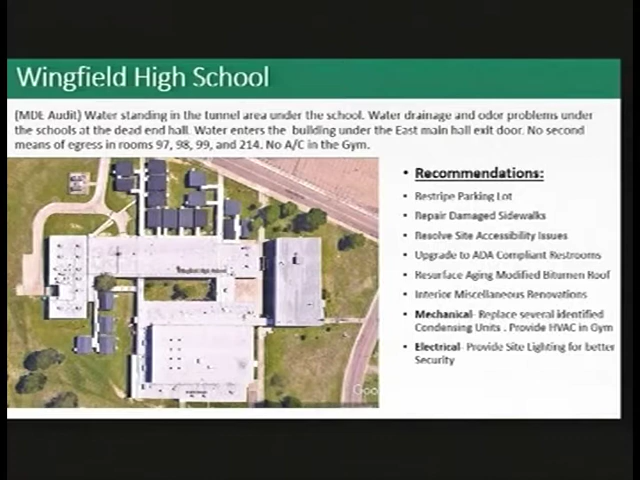 Wingfield High School
(MDE Audit) Water standing in the tunnel area under the school. Water drainage and odor problems under
the schools at the dead end hall. Water enters the building under the East main hall exit door. No second
means of egress in rooms 97, 98, 99, and 214. No A/C in the Gym.
• Recommendations:
• Restripe Parking Lot
• Repair Damaged Sidewalks
• Resolve Site Accessibility Issues
• Upgrade to ADA Compliant Restrooms
• Resurface Aging Modified Bitumen Roof
• Interior Miscellaneous Renovations
• Mechanical- Replace several identified
Condensing Units . Provide HVAC in Gym
• Electrical- Provide Site Lighting for better
Security
Wingfield High School
Goo